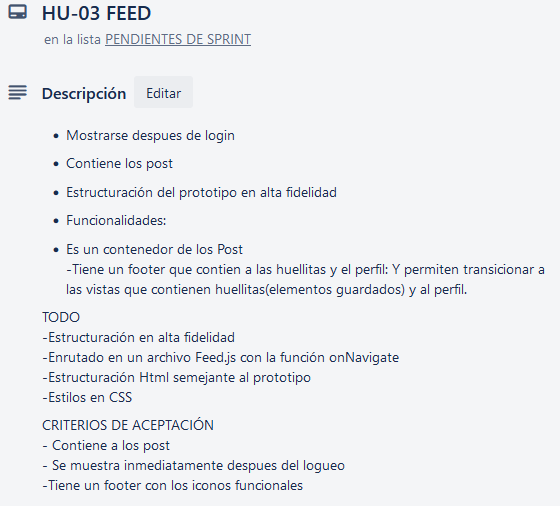 HU-03 FEED
en la lista PENDIENTES DE SPRINT
Descripción Editar
• Mostrarse despues de login
• Contiene los post
• Estructuración del prototipo en alta fidelidad
• Funcionalidades:
• Es un contenedor de los Post
-Tiene un footer que contien a las huellitas y el perfil: Y permiten transicionar a
las vistas que contienen huellitas(elementos guardados) y al perfil.
TODO
-Estructuración en alta fidelidad
-Enrutado en un archivo Feed.js con la función onNavigate
-Estructuración Html semejante al prototipo
-Estilos en CSS
CRITERIOS DE ACEPTACIÓN
- Contiene a los post
- Se muestra inmediatamente despues del logueo
-Tiene un footer con los iconos funcionales